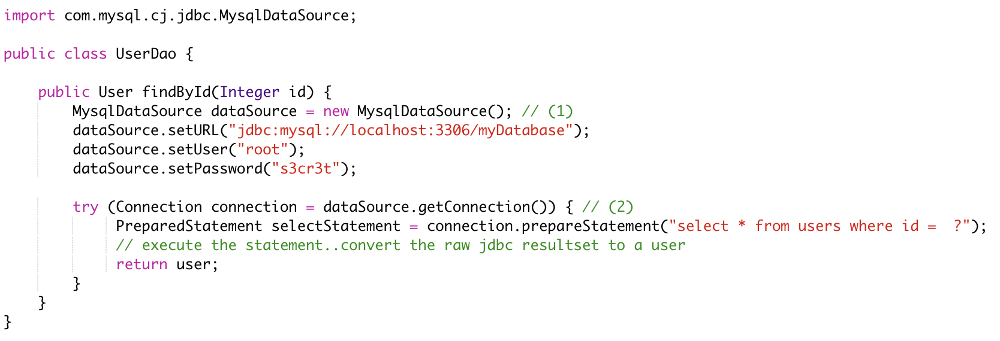 import com.mysql.cj.jdbc.MysqlDataSource;
public class UserDao {
public User findById(Integer id) {
MysqlDataSource dataSource = new MysqlDataSource(); // (1)
dataSource.setURL("jdbc:mysql://localhost:3306/myDatabase");
dataSource.setUser("root");
dataSource.setPassword("s3cr3t");
try (Connection connection = dataSource.getConnection()) { // (2)
PreparedStatement selectStatement = connection.prepareStatement("select * from users where id =  ?");
// execute the statement..convert the raw jdbc resultset to a user
return user;
}
}
}